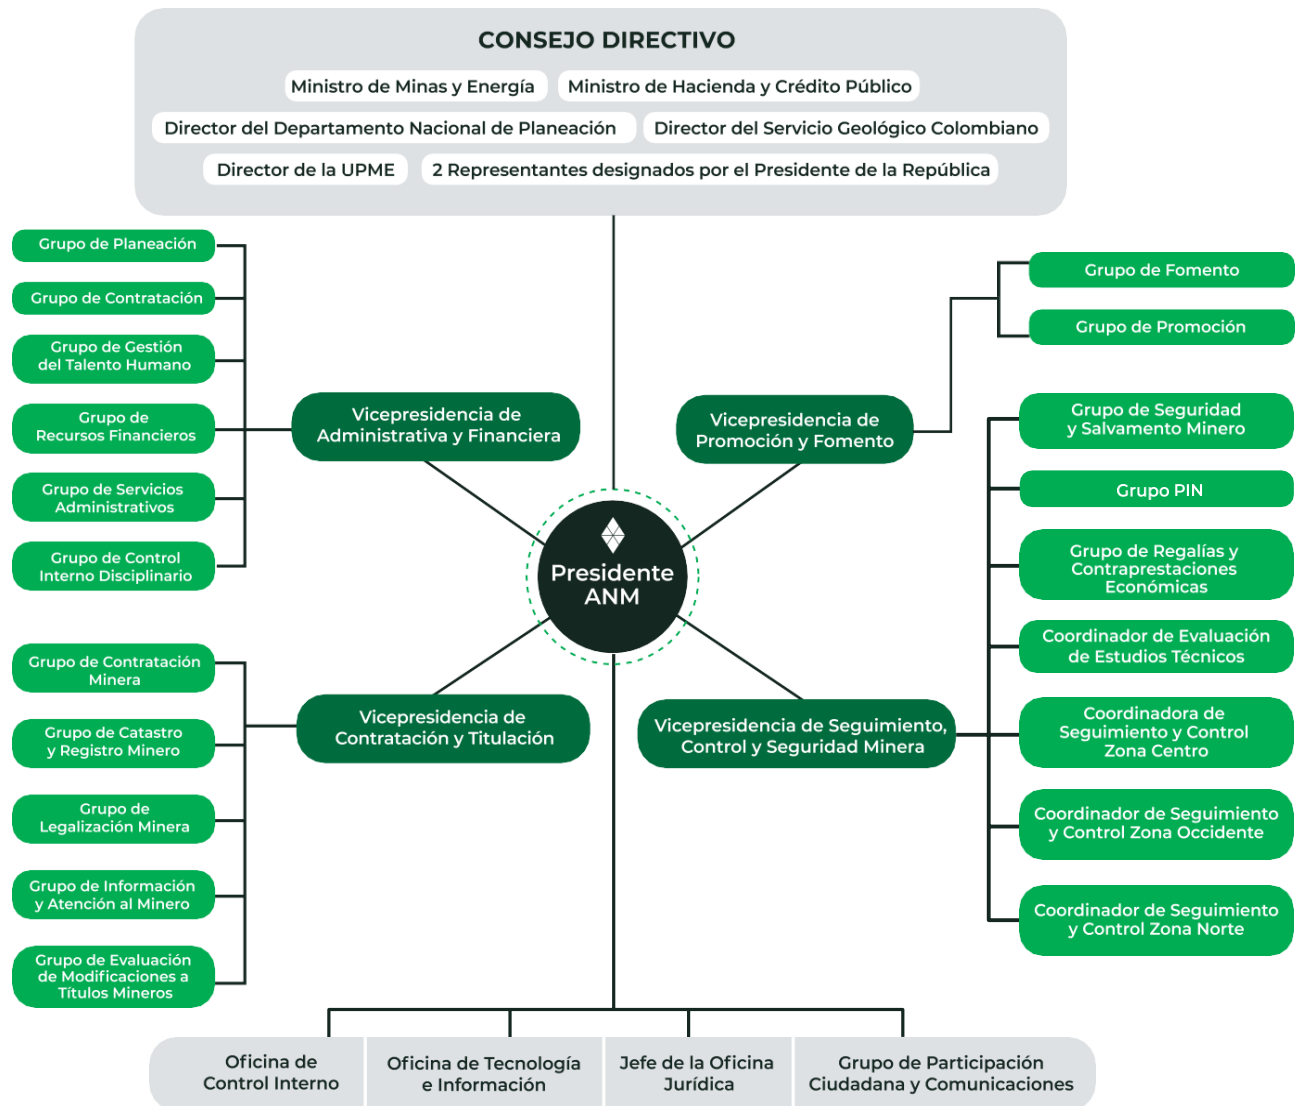 CONSEJO DIRECTIVO
Ministro de Minas y Energía
Ministro de Hacienda y Crédito Público
Director del Departamento Nacional de Planeación
Director del Servicio Geológico Colombiano
Director de la UPME
2 Representantes designados por el Presidente de la República
Grupo de Planeación
Grupo de Contratación
Grupo de Gestión
del Talento Humano
Grupo de
Recursos Financieros
Grupo de Servicios
Administrativos
Grupo de Control
Interno Disciplinario
Vicepresidencia de
Administrativa y Financiera
Vicepresidencia de
Promoción y Fomento
Grupo de Fomento
Grupo de Promoción
Presidente
ANM
Grupo de Contratación
Minera
Grupo de Catastro
y Registro Minero
Grupo de
Legalización Minera
Grupo de Información
y Atención al Minero
Grupo de Evaluación
de Modificaciones a
Títulos Mineros
Vicepresidencia de
Contratación y Titulación
Vicepresidencia de Seguimiento,
Control y Seguridad Minera
Grupo de Seguridad
y Salvamento Minero
Grupo PIN
Grupo de Regalías y
Contraprestaciones
Económicas
Coordinador de Evaluación
de Estudios Técnicos
Coordinadora de
Seguimiento y Control
Zona Centro
Coordinador de Seguimiento
y Control Zona Occidente
Coordinador de Seguimiento
y Control Zona Norte
Oficina de
Control Interno
Oficina de Tecnología
e Información
Jefe de la Oficina
Jurídica
Grupo de Participación
Ciudadana y Comunicaciones